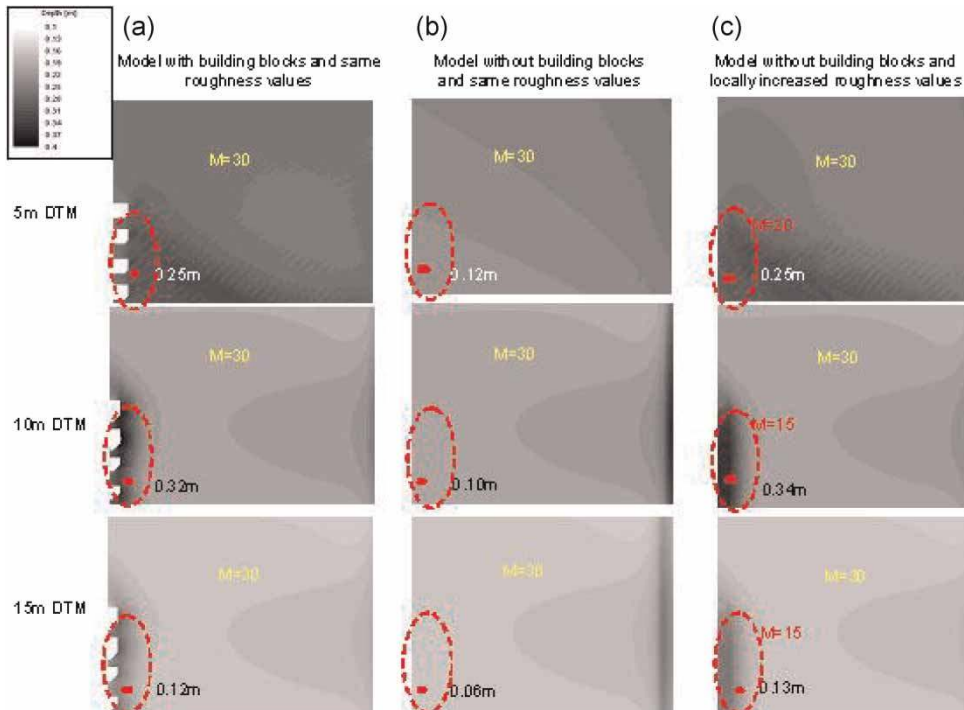 Depth (m)
0.1
0.13
0.16
0.19
0.22
0.25
0.28
0.31
0.34
0.37
0.4
(a)
(b)
(c)
Model with building blocks and same
roughness values
Model without building blocks
and same roughness values
Model without building blocks and
locally increased roughness values
5m DTM
M=30
0.25m
M=30
0.12m
M=30
M=20
0.25m
10m DTM
M=30
0.32m
M=30
0.10m
M=30
M=15
0.34m
15m DTM
M=30
0.12m
M=30
0.06m
M=30
M=15
0.13m